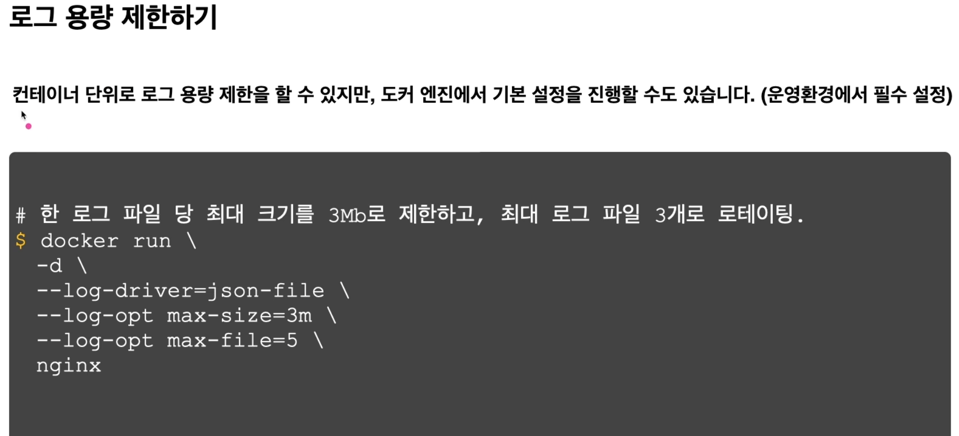 로그 용량 제한하기
컨테이너 단위로 로그 용량 제한을 할 수 있지만, 도커 엔진에서 기본 설정을 진행할 수도 있습니다. (운영환경에서 필수 설정)
# 한 로그 파일 당 최대 크기를 3Mb로 제한하고, 최대 로그 파일 3개로 로테이팅.
$ docker run \
-d \
--log-driver=json-file \
--log-opt max-size=3m \
--log-opt max-file=5 \
nginx